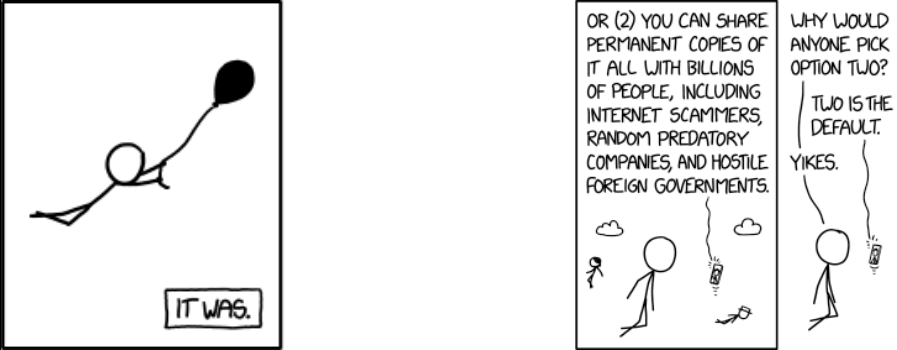 IT WAS.
OR (2) YOU CAN SHARE
PERMANENT COPIES OF
IT ALL WITH BILLIONS
OF PEOPLE, INCLUDING
INTERNET SCAMMERS,
RANDOM PREDATORY
COMPANIES, AND HOSTILE
FOREIGN GOVERNMENTS.
WHY WOULD
ANYONE PICK
OPTION TWO?
TWO IS THE
DEFAULT.
YIKES.